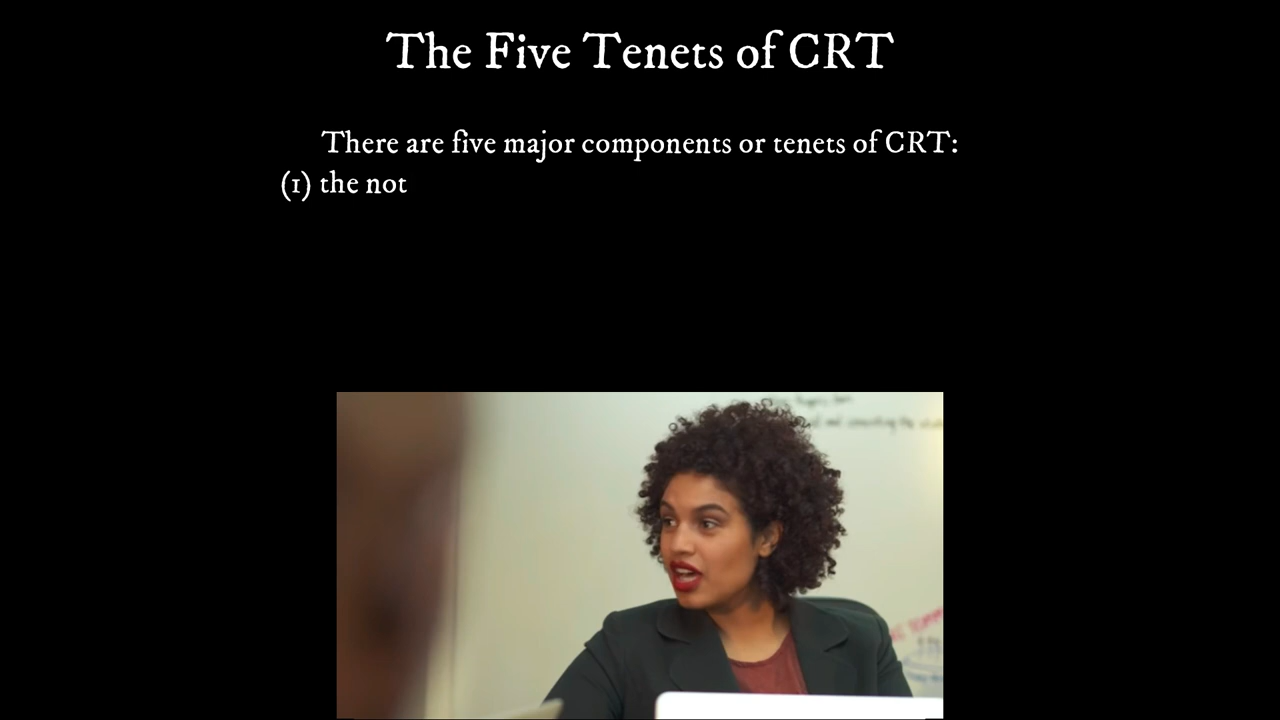 The Five Tenets of CRT
There are five major components or tenets of CRT:
(1) the not